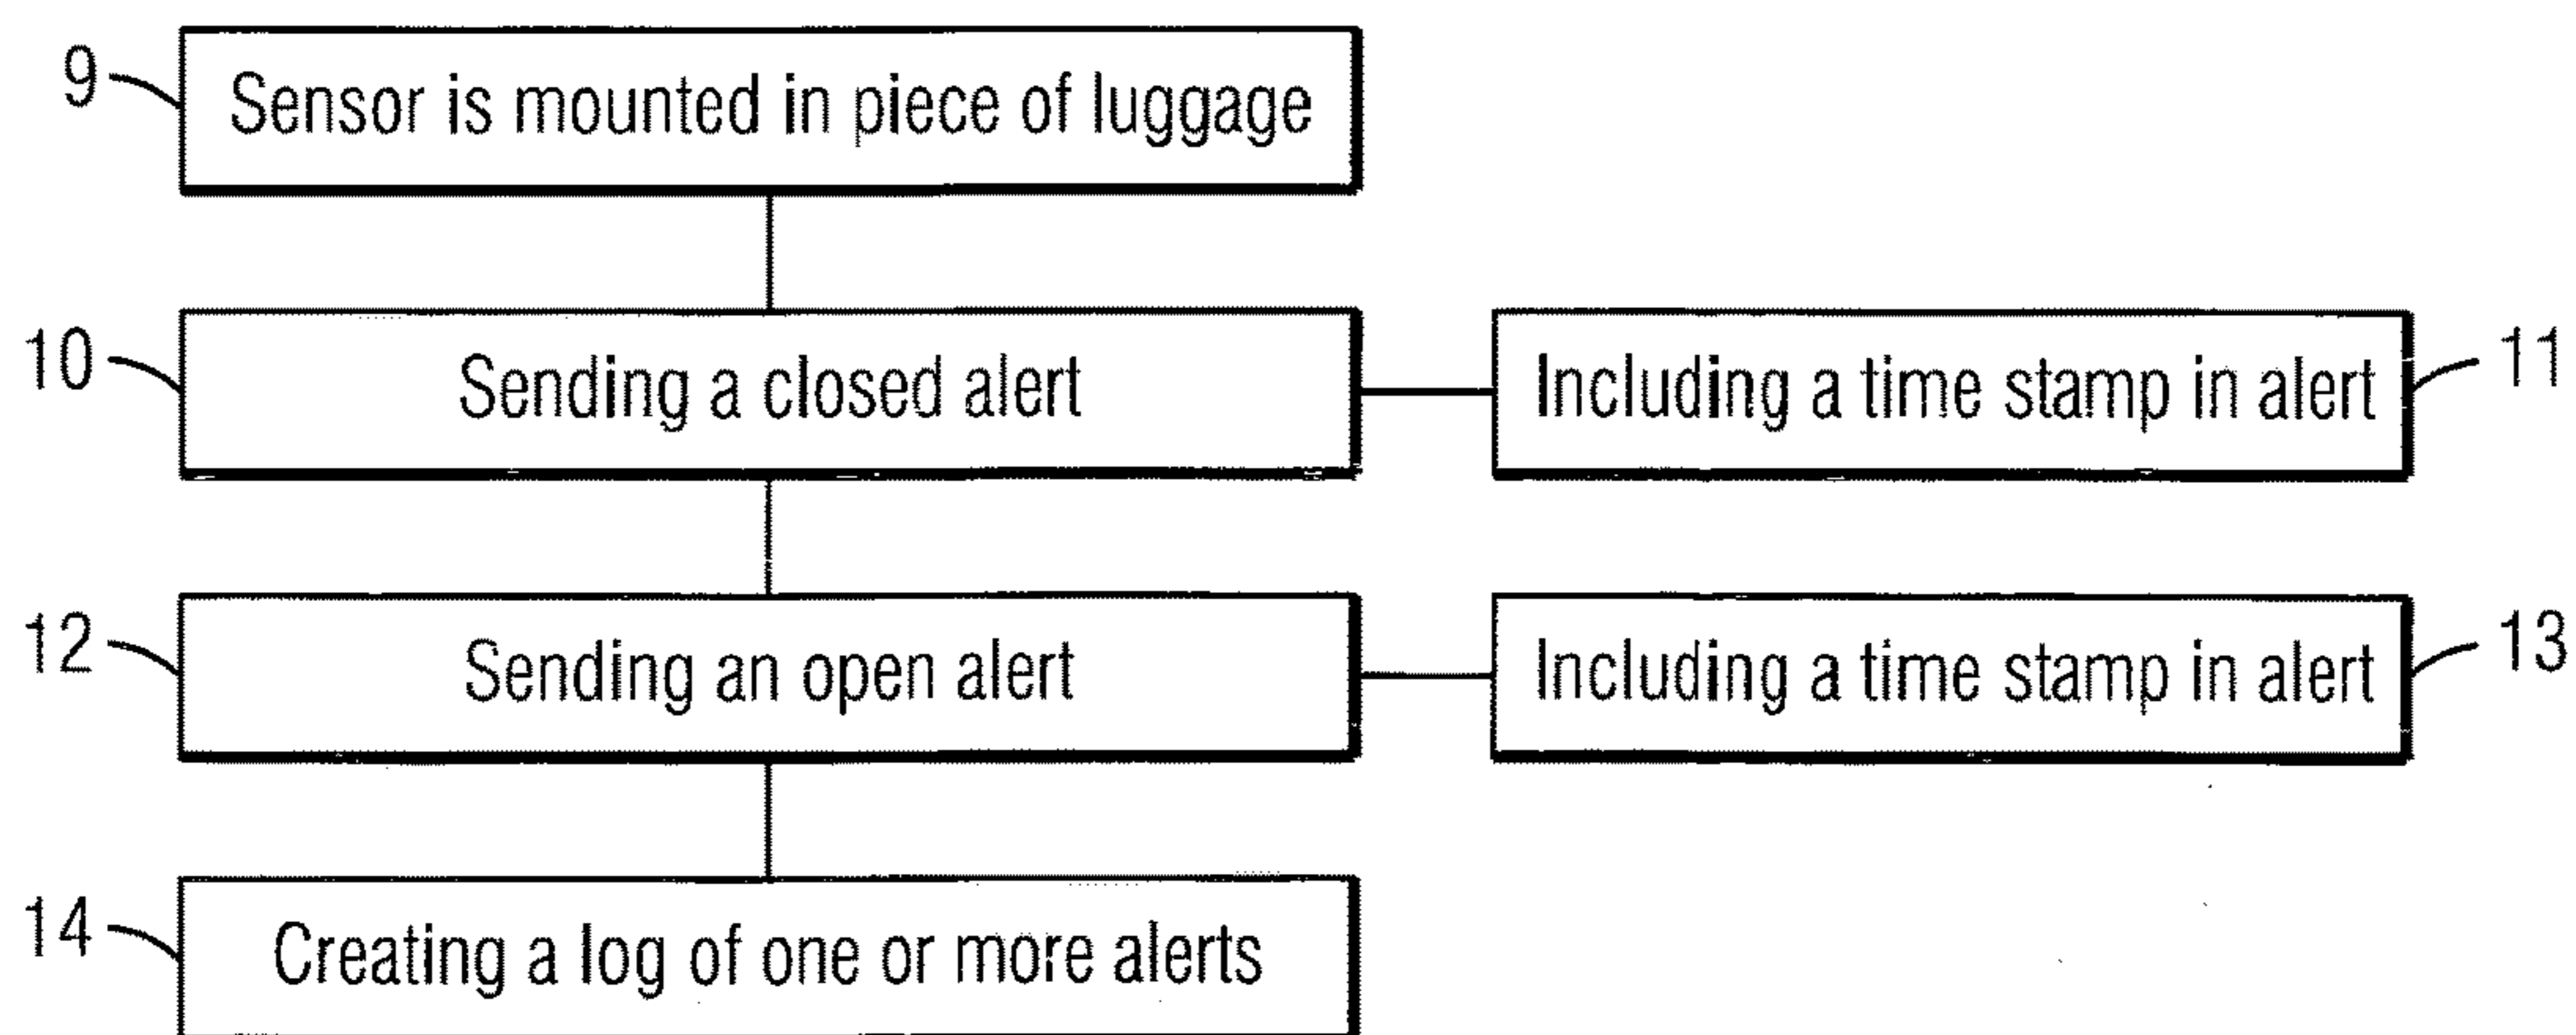 9 Sensor is mounted in piece of luggage
10 Sending a closed alert Including a time stamp in alert 11
12 Sending an open alert Including a time stamp in alert 13
14 Creating a log of one or more alerts